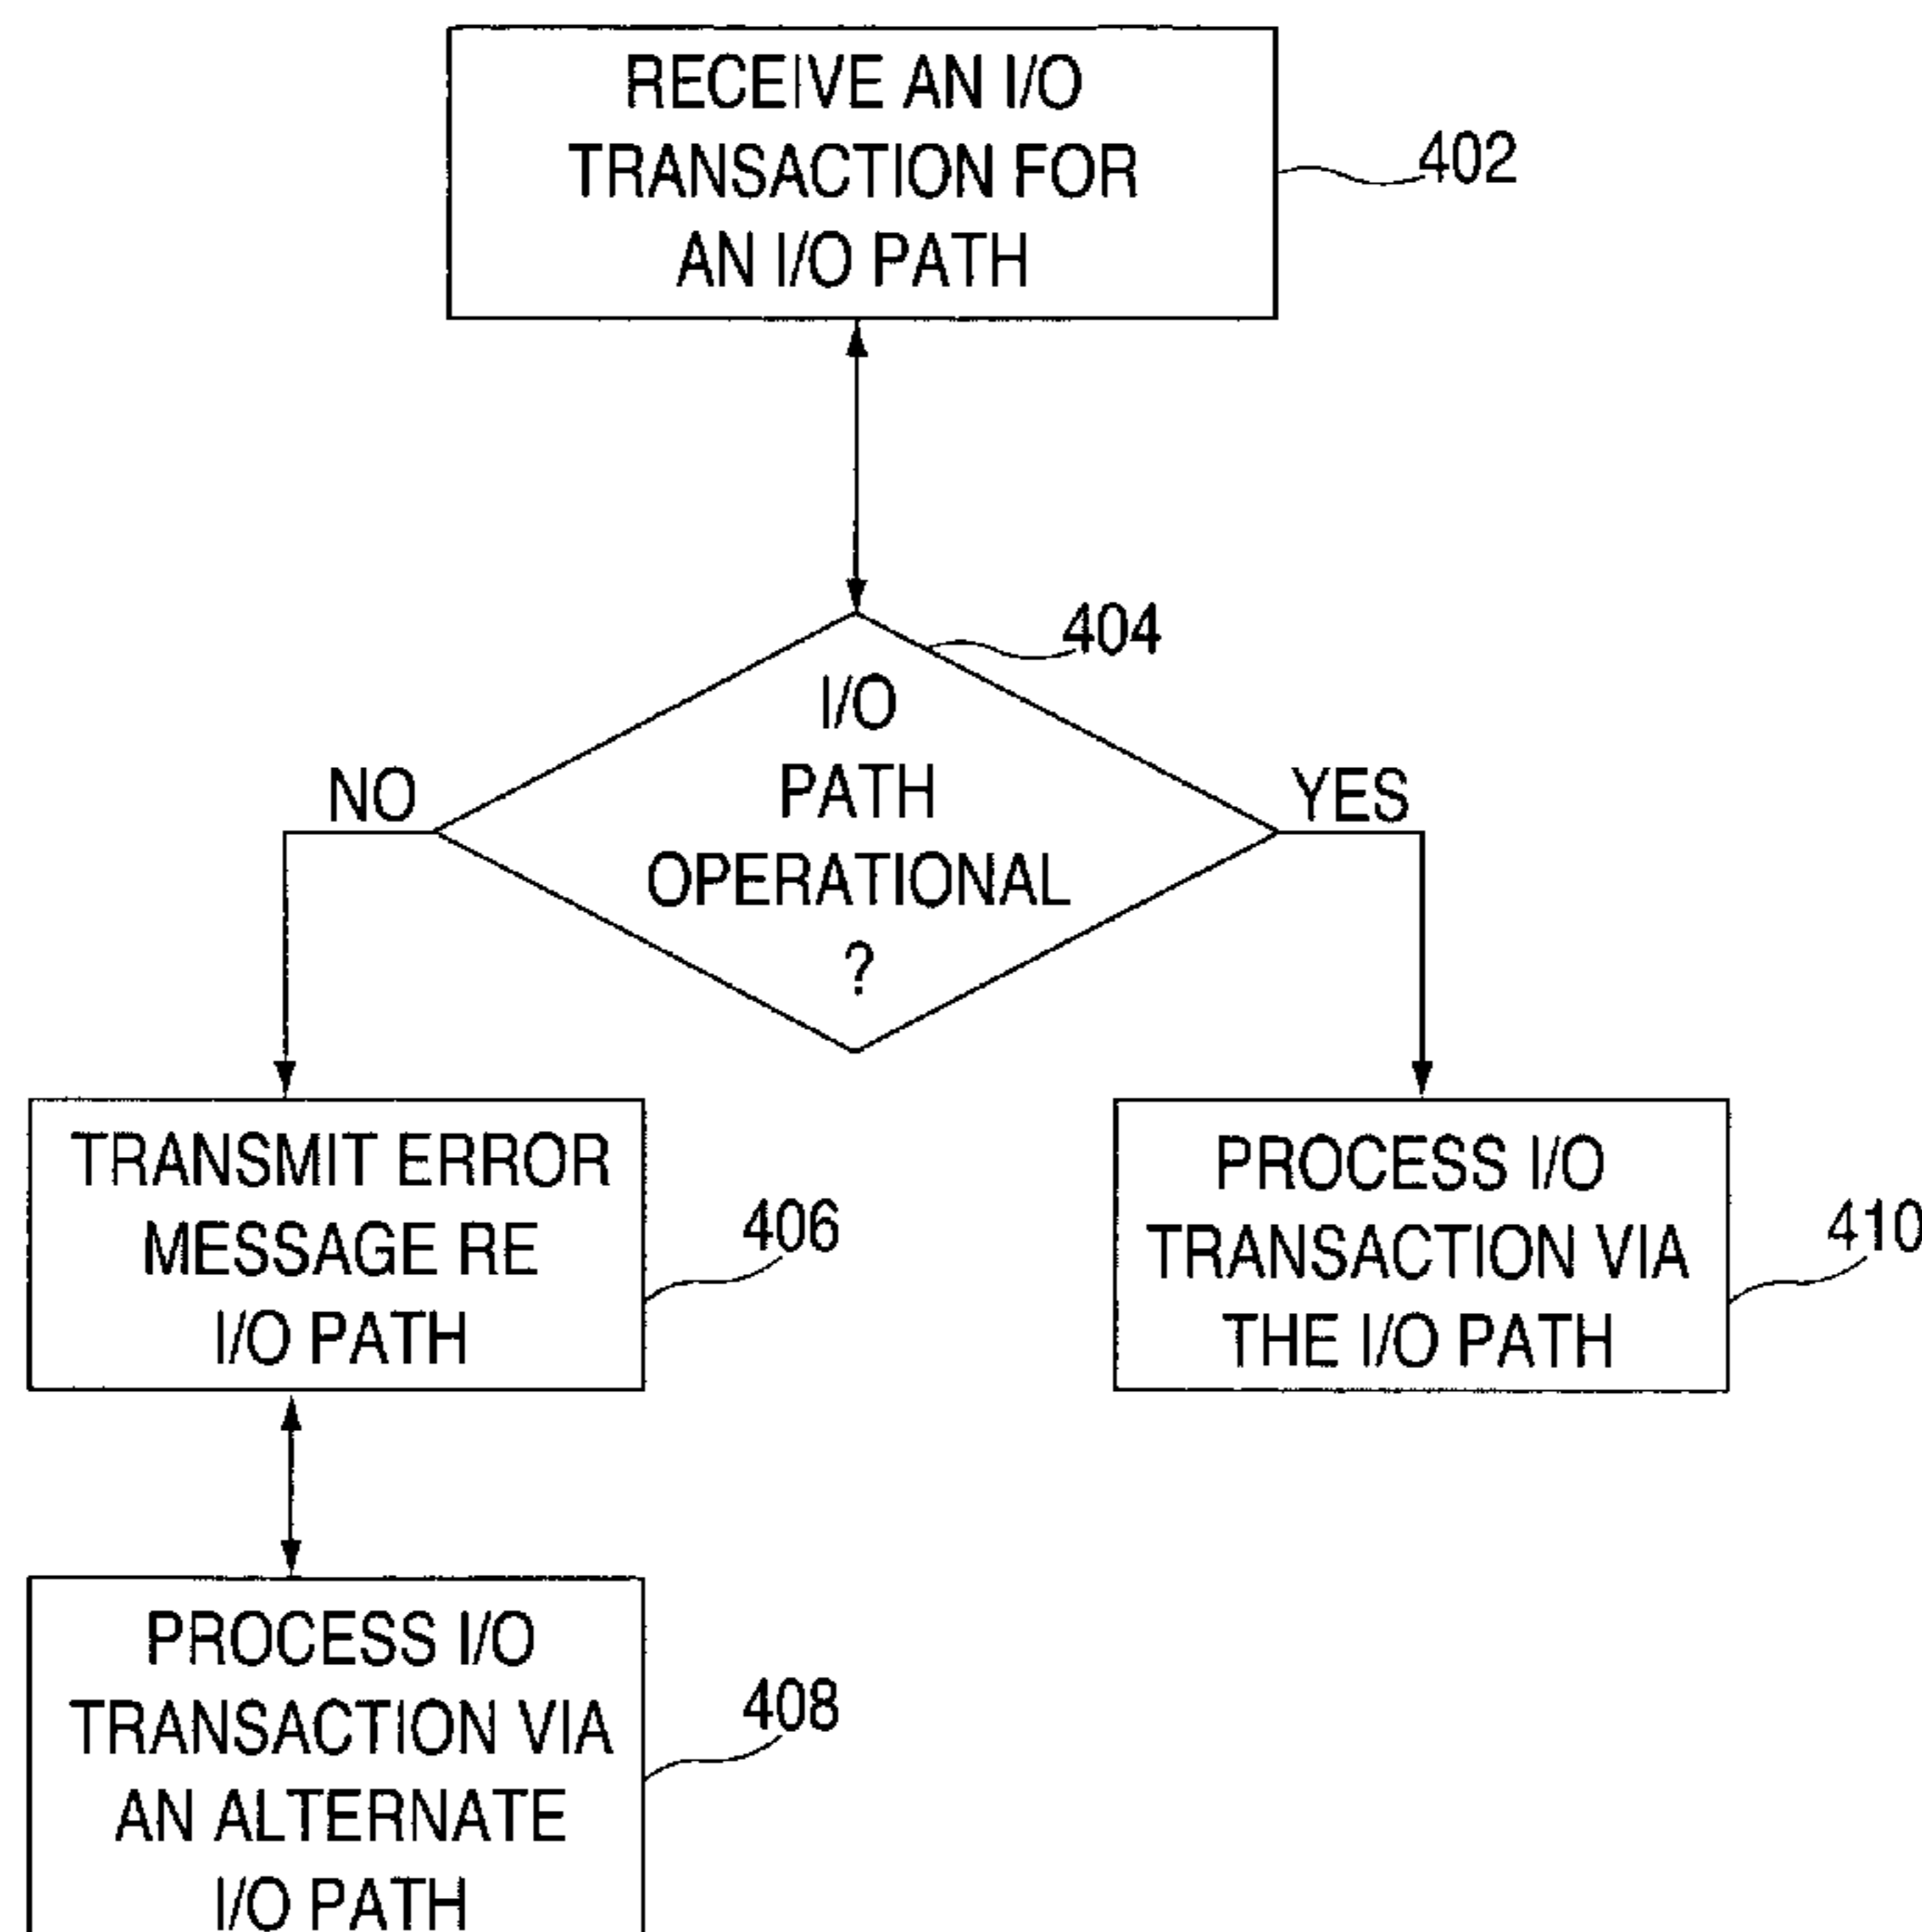 RECEIVE AN I/O
TRANSACTION FOR
AN I/O PATH
402
404
I/O
PATH
OPERATIONAL
?
NO
YES
TRANSMIT ERROR
MESSAGE RE
I/O PATH
406
PROCESS I/O
TRANSACTION VIA
THE I/O PATH
410
PROCESS I/O
TRANSACTION VIA
AN ALTERNATE
I/O PATH
408